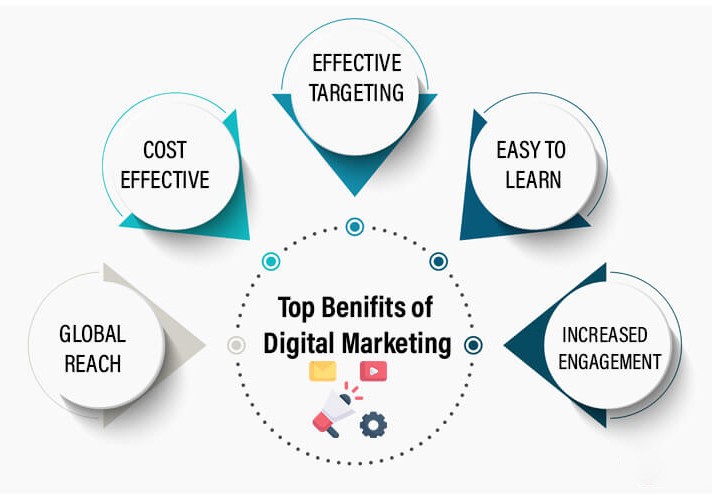 EFFECTIVE
TARGETING
COST
EFFECTIVE
EASY TO
LEARN
GLOBAL
REACH
Top Benifits of
Digital Marketing
INCREASED
ENGAGEMENT